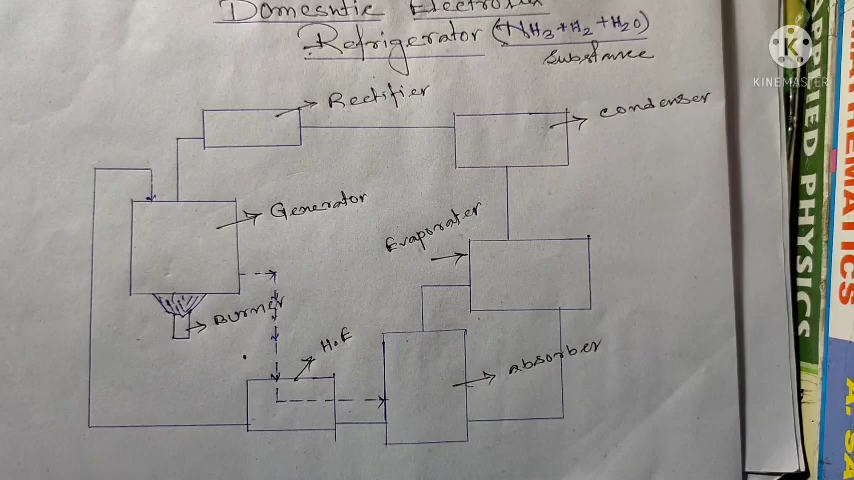 Domesntic Electrolux
Refrigerator (NH3+H2+H2O)
Substance
KINEMASTER
Rectifier
condenser
Generator
Evaporater
Burner
H.E
absorber
APPLIED PHYSICS
MATHEMATICS